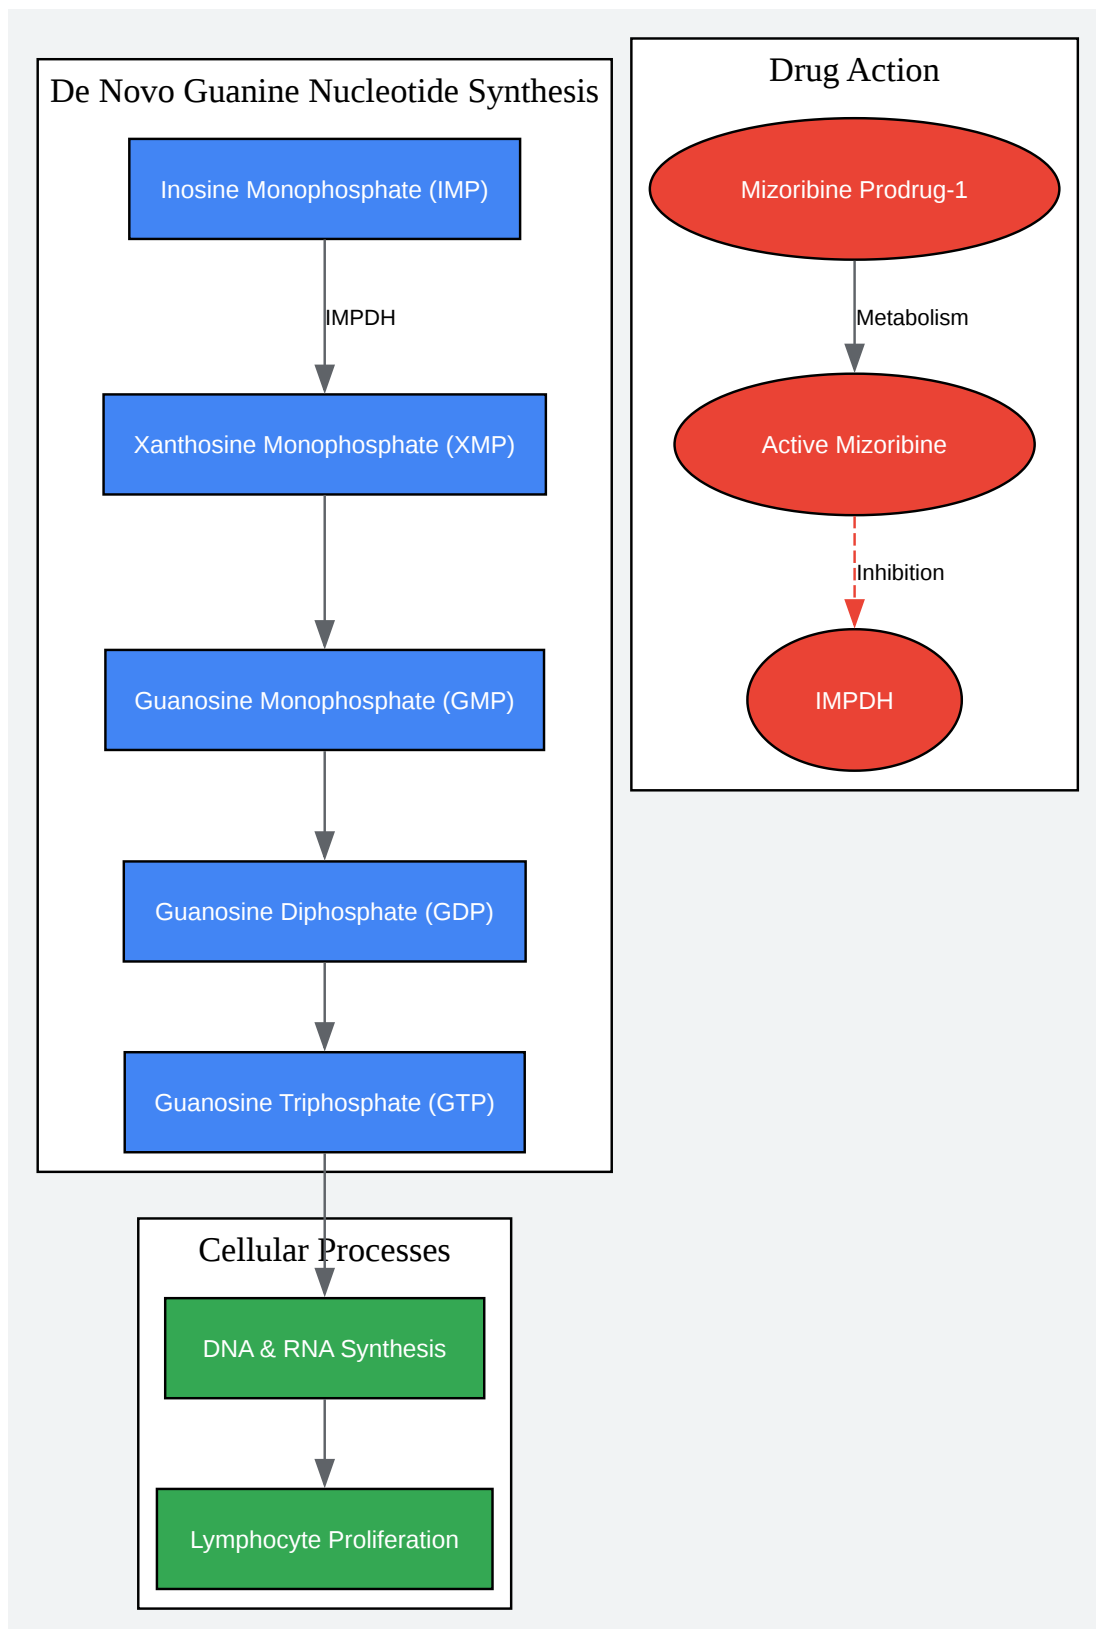 De Novo Guanine Nucleotide Synthesis
Inosine Monophosphate (IMP)
IMPDH
Xanthosine Monophosphate (XMP)
Guanosine Monophosphate (GMP)
Guanosine Diphosphate (GDP)
Guanosine Triphosphate (GTP)
Cellular Processes
DNA & RNA Synthesis
Lymphocyte Proliferation
Drug Action
Mizoribine Prodrug-1
Metabolism
Active Mizoribine
Inhibition
IMPDH